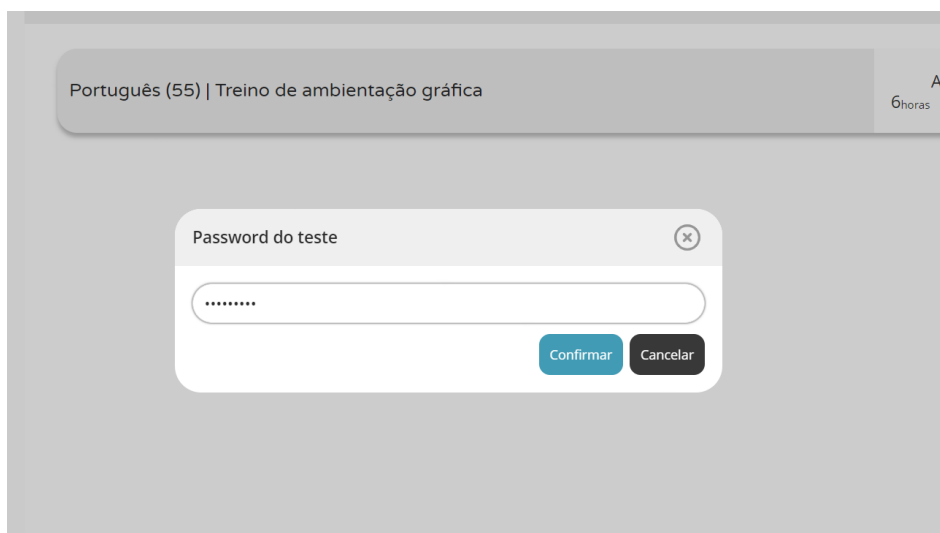 Português (55) | Treino de ambientação gráfica
A
6horas
Password do teste
•••••••••
Confirmar
Cancelar